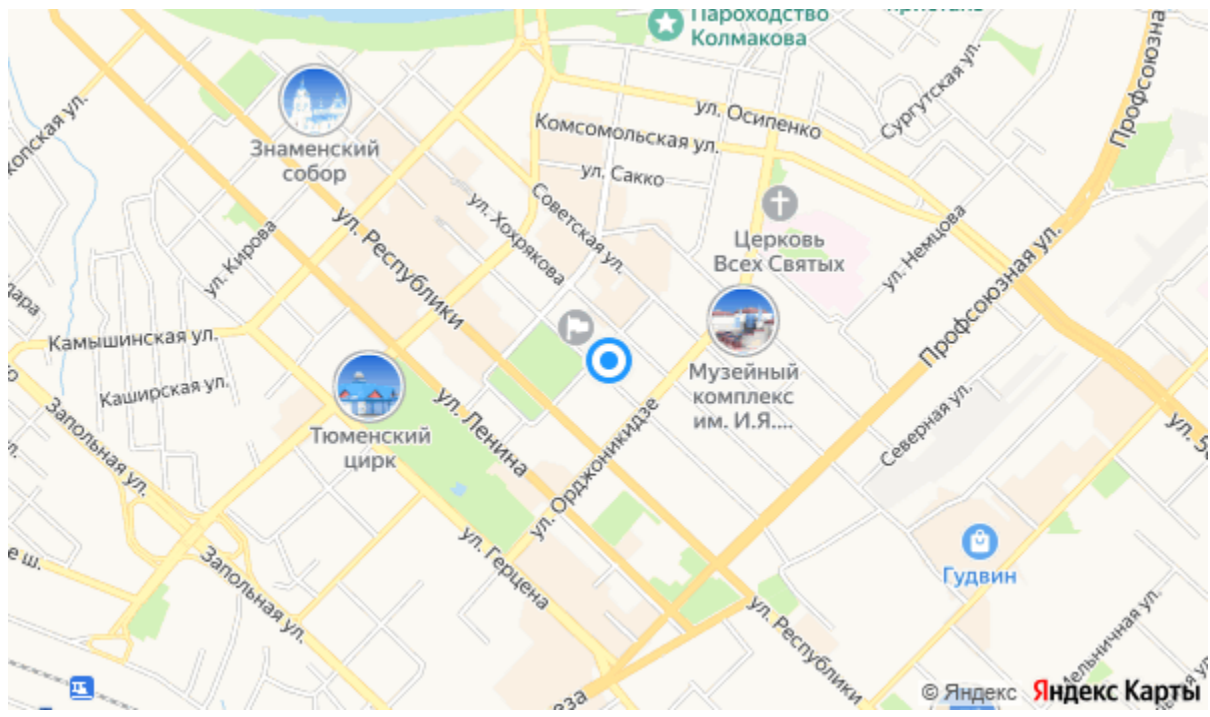 Пароходство
Колмакова
Профсоюзная
Сургутская ул.
ул. Осипенко
Комсомольская ул.
Знаменский
собор
ул. Сакко
Советская ул.
ул. Хохрякова
Церковь
Всех Святых
ул. Немцова
ул. Кирова
ул. Республики
Профсоюзная ул.
Камышинская ул.
Каширская ул.
Музейный
комплекс
им. И.Я....
ул. Ленина
Северная ул.
Тюменский
цирк
Запольная ул.
ул. Орджоникидзе
ул. Герцена
Гудвин
Запольная ул.
ул. Республики
Мельничная ул.
© Яндекс Яндекс Карты